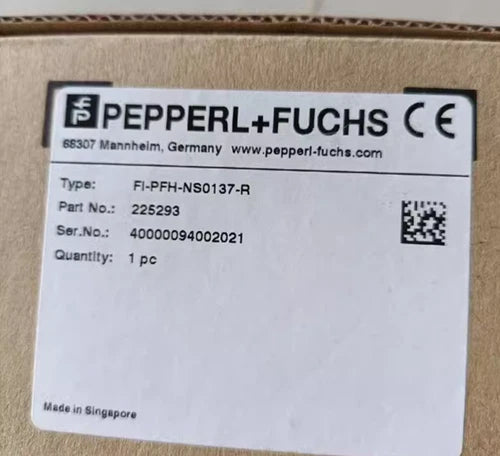 PEPPERL+FUCHS CE
68307 Mannheim, Germany www.pepperl-fuchs.com
Type: FI-PFH-NS0137-R
Part No.: 225293
Ser.No.: 40000094002021
Quantity: 1 pc
Made in Singapore